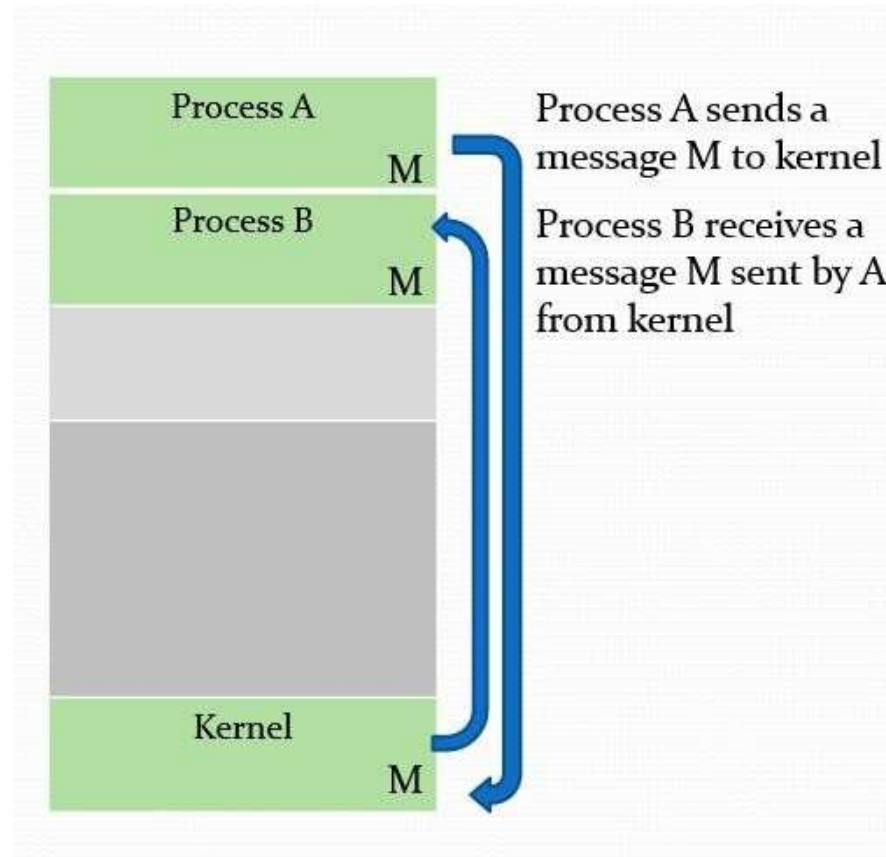 Process A
M
Process B
M
Kernel
M
Process A sends a
message M to kernel
Process B receives a
message M sent by A
from kernel